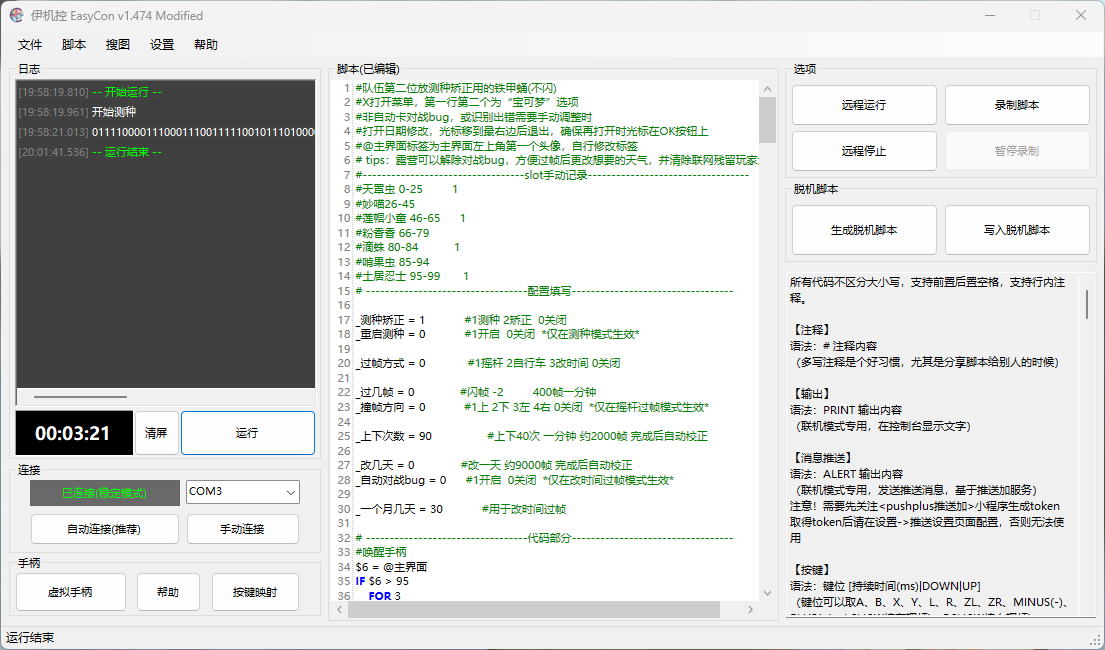 伊机控 EasyCon v1.474 Modified
文件 脚本 搜图 设置 帮助
日志
[19:58:19.810] -- 开始运行 --
[19:58:19.961] 开始测种
[19:58:21.013] 
[20:01:41.536] -- 运行结束 --
00:03:21
清屏
运行
连接
已连接(稳定模式)
COM3
自动连接(推荐)
手动连接
手柄
虚拟手柄
帮助
按键映射
脚本(已编辑)
1 #队伍第二位放测种矫正用的铁甲蛹(不闪)
2 #X打开菜单，第一行第二个为“宝可梦”选项
3 #非自动卡对战bug，或识别出错需要手动调整时
4 #打开日期修改，光标移到最右边后退出，确保再打开时光标在OK按钮上
5 #@主界面标签为主界面左上角第一个头像，自行修改标签
6 # tips：露营可以解除对战bug，方便过帧后更改想要的天气，并清除联网残留玩家
7 #--------------------------------slot手动记录--------------------------------
8 #天罩虫 0-25 1
9 #妙喵26-45
10 #莲帽小童 46-65 1
11 #粉香香 66-79
12 #滴蛛 80-84 1
13 #啃果虫 85-94
14 #土居忍士 95-99 1
15 # --------------------------------配置填写--------------------------------
16
17 _测种矫正 = 1 #1测种 2矫正 0关闭
18 _重启测种 = 0 #1开启 0关闭 *仅在测种模式生效*
19
20 _过帧方式 = 0 #1摇杆 2自行车 3改时间 0关闭
21
22 _过几帧 = 0 #闪帧 -2 400帧一分钟
23 _撞帧方向 = 0 #1上 2下 3左 4右 0关闭 *仅在摇杆过帧模式生效*
24
25 _上下次数 = 90 #上下40次 一分钟 约2000帧 完成后自动校正
26
27 _改几天 = 0 #改一天 约9000帧 完成后自动校正
28 _自动对战bug = 0 #1开启 0关闭 *仅在改时间过帧模式生效*
29
30 _一个月几天 = 30 #用于改时间过帧
31
32 # --------------------------------代码部分--------------------------------
33 #唤醒手柄
34 $6 = @主界面
35 IF $6 > 95
36 FOR 3
选项
远程运行
录制脚本
远程停止
暂停录制
脱机脚本
生成脱机脚本
写入脱机脚本
所有代码不区分大小写，支持前置后置空格，支持行内注
释。
【注释】
语法：# 注释内容
（多写注释是个好习惯，尤其是分享脚本给别人的时候）
【输出】
语法：PRINT 输出内容
（联机模式专用，在控制台显示文字）
【消息推送】
语法：ALERT 输出内容
（联机模式专用，发送推送消息，基于推送加服务）
注意！需要先关注<pushplus推送加>小程序生成token
取得token后请在设置->推送设置页面配置，否则无法使
用
【按键】
语法：键位 [持续时间(ms)|DOWN|UP]
（键位可以取A、B、X、Y、L、R、ZL、ZR、MINUS(-)、
运行结束